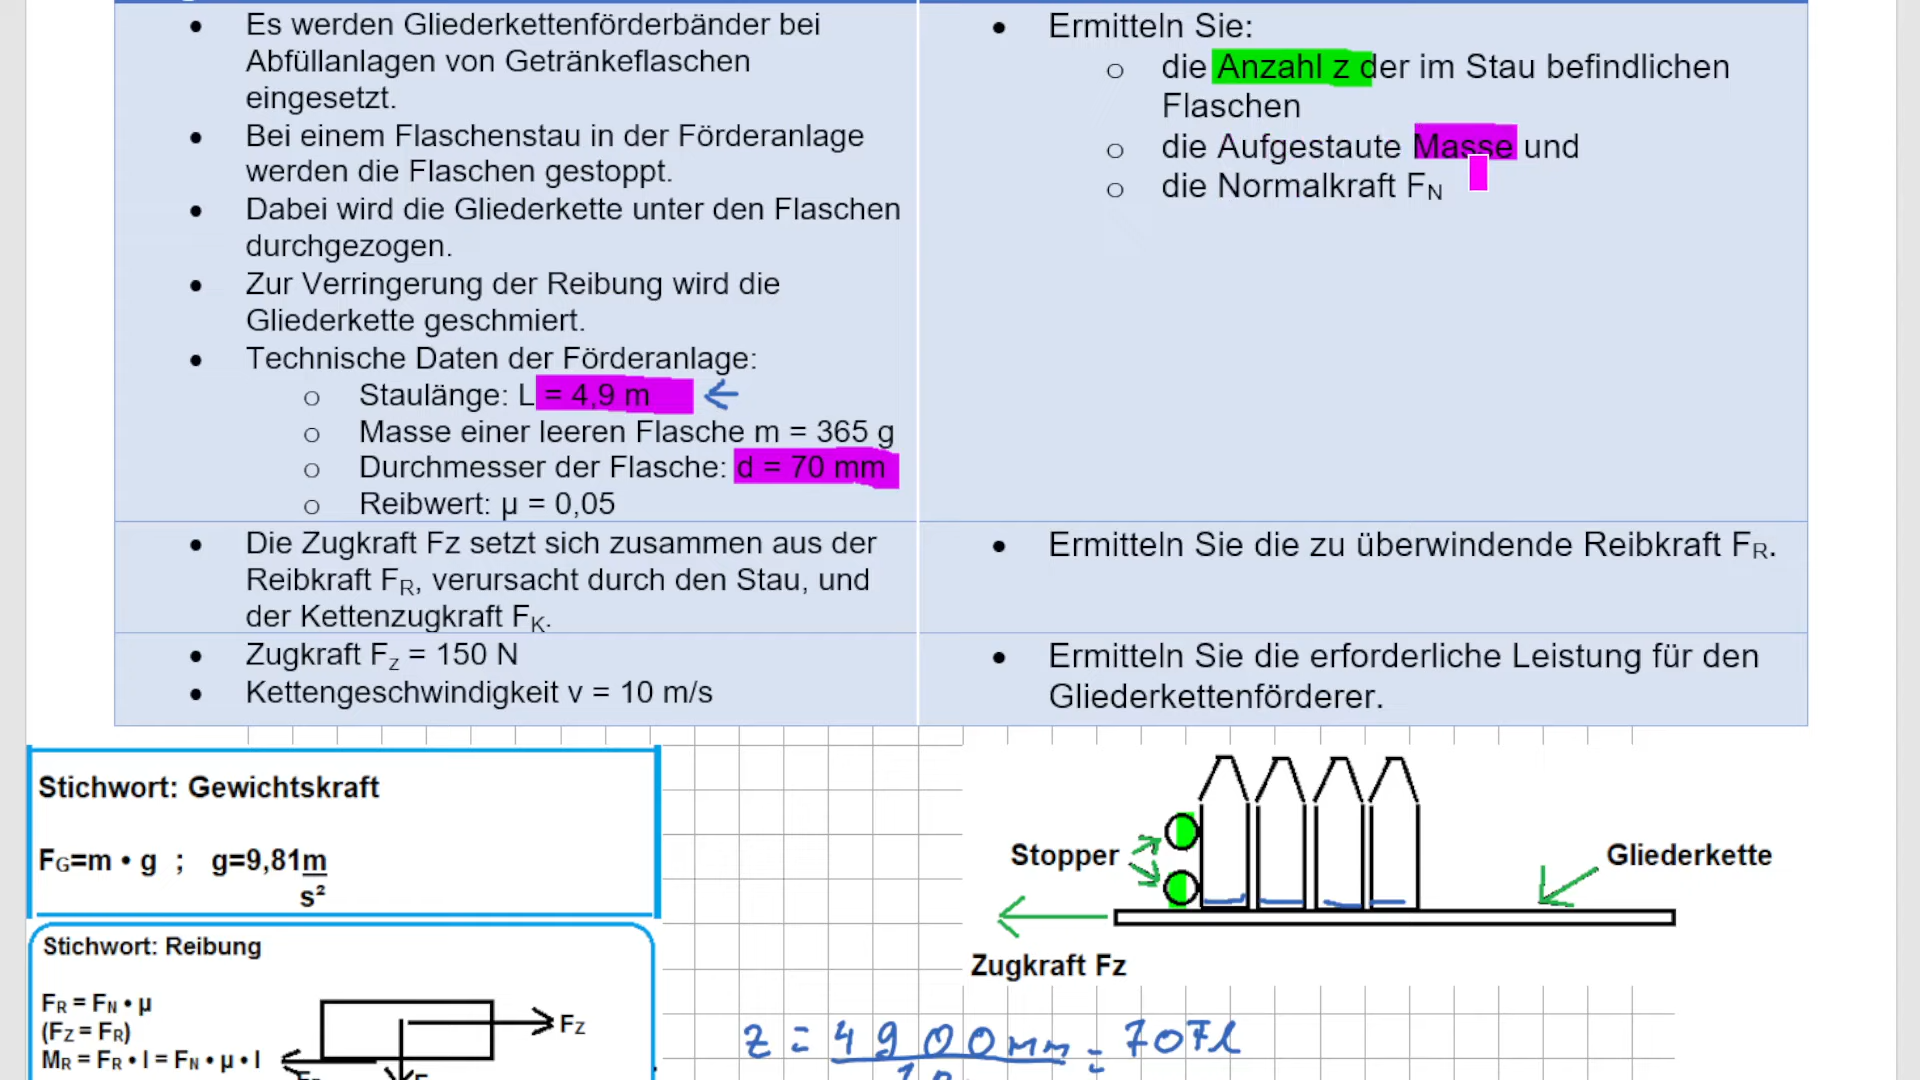 Es werden Gliederkettenförderbänder bei
Abfüllanlagen von Getränkeflaschen
eingesetzt.
Bei einem Flaschenstau in der Förderanlage
werden die Flaschen gestoppt.
Dabei wird die Gliederkette unter den Flaschen
durchgezogen.
Zur Verringerung der Reibung wird die
Gliederkette geschmiert.
Technische Daten der Förderanlage:
Staulänge: L = 4,9 m
Masse einer leeren Flasche m = 365 g
Durchmesser der Flasche: d = 70 mm
Reibwert: µ = 0,05
Ermitteln Sie:
die Anzahl z der im Stau befindlichen
Flaschen
die Aufgestaute Masse und
die Normalkraft FN
Die Zugkraft Fz setzt sich zusammen aus der
Reibkraft FR, verursacht durch den Stau, und
der Kettenzugkraft FK.
Ermitteln Sie die zu überwindende Reibkraft FR.
Zugkraft Fz = 150 N
Kettengeschwindigkeit v = 10 m/s
Ermitteln Sie die erforderliche Leistung für den
Gliederkettenförderer.
Stichwort: Gewichtskraft
FG=m • g ; g=9,81m
s²
Stichwort: Reibung
FR = FN • µ
(FZ = FR)
MR = FR • l = FN • µ • l
FZ
Stopper
Gliederkette
Zugkraft Fz
z = 4900mm = 70Fl